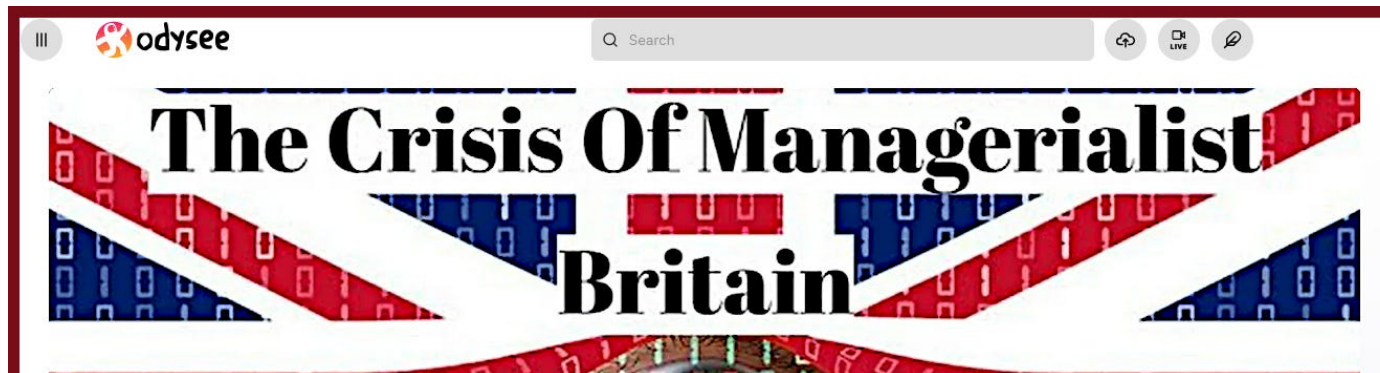 odysee
Search
LIVE
The Crisis Of Managerialist
Britain